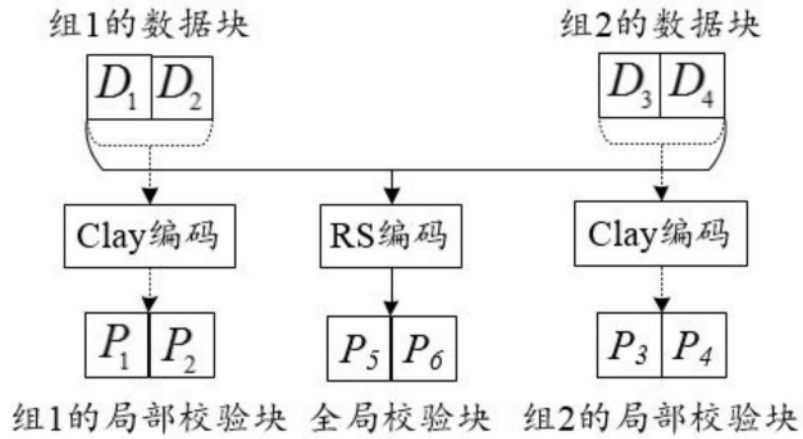 组1的数据块 组2的数据块
D1 D2 D3 D4
Clay编码 RS编码 Clay编码
P1 P2 P5 P6 P3 P4
组1的局部校验块 全局校验块 组2的局部校验块